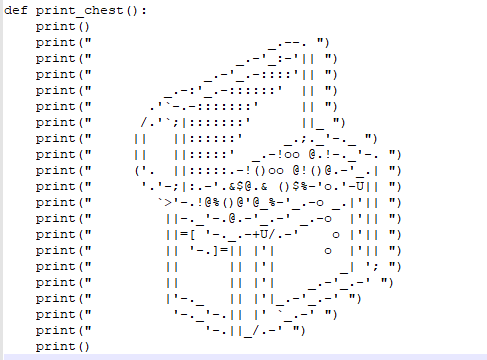 def print_chest():
    print()
    print("                      _.--. ")
    print("                  _.-'_:-'|| ")
    print("              _.-'_.-::::'|| ")
    print("         _.-:'_.-::::::'  || ")
    print("       .'`-.-:::::::'     || ")
    print("      /.'`;|:::::::'      ||_ ")
    print("     ||   ||::::::'     _.;._'-._ ")
    print("     ||   ||:::::'  _.-!oo @.!-._'-. ")
    print("     ('.  ||:::::.-!()oo @!()@.-'_.| ")
    print("      '.'-;|:.-'.&$@.& ()$%-'o.'-U|| ")
    print("        `>'-.!@%()@'@_%-'_.-o _.|'|| ")
    print("         ||-._'-.@.-'_.-' _.-o  |'|| ")
    print("         ||=[ '-._.-+U/.-'    o |'|| ")
    print("         || '-.]=|| |'|      o  |'|| ")
    print("         ||      || |'|        _| '; ")
    print("         ||      || |'|    _.-'_.-' ")
    print("         |'-._   || |'|_.-'_.-' ")
    print("          '-._'-.|| |' `_.-' ")
    print("              '-.||_/.-' ")
    print()